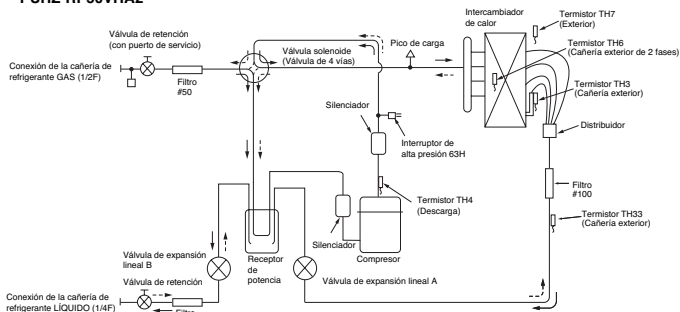 Válvula de retención
(con puerto de servicio)
Conexión de la cañería de
refrigerante GAS (1/2F)
Filtro
#50
Válvula solenoide
(Válvula de 4 vías)
Pico de carga
Intercambiador
de calor
Termistor TH7
(Exterior)
Termistor TH6
(Cañería exterior de 2 fases)
Termistor TH3
(Cañería exterior)
Distribuidor
Silenciador
Interruptor de
alta presión 63H
Termistor TH4
(Descarga)
Filtro
#100
Termistor TH33
(Cañería exterior)
Silenciador
Compresor
Válvula de expansión
lineal B
Receptor
de
potencia
Válvula de expansión lineal A
Válvula de retención
Conexión de la cañería de
refrigerante LÍQUIDO (1/4F)